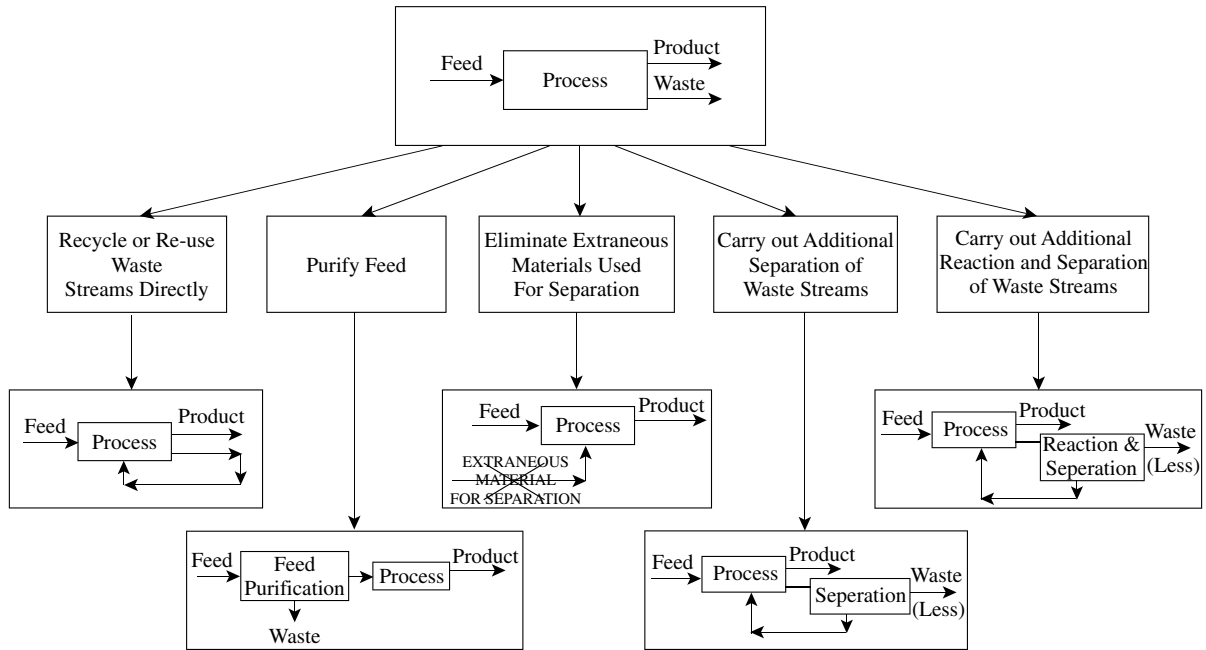 Feed
Process
Product
Waste
Recycle or Re-use
Waste
Streams Directly
Purify Feed
Eliminate Extraneous
Materials Used
For Separation
Carry out Additional
Separation of
Waste Streams
Carry out Additional
Reaction and Separation
of Waste Streams
Feed
Process
Product
Feed
Process
Product
EXTRANEOUS
MATERIAL
FOR SEPARATION
Feed
Process
Product
Reaction &
Seperation
Waste
(Less)
Feed
Feed
Purification
Waste
Process
Product
Feed
Process
Product
Seperation
Waste
(Less)